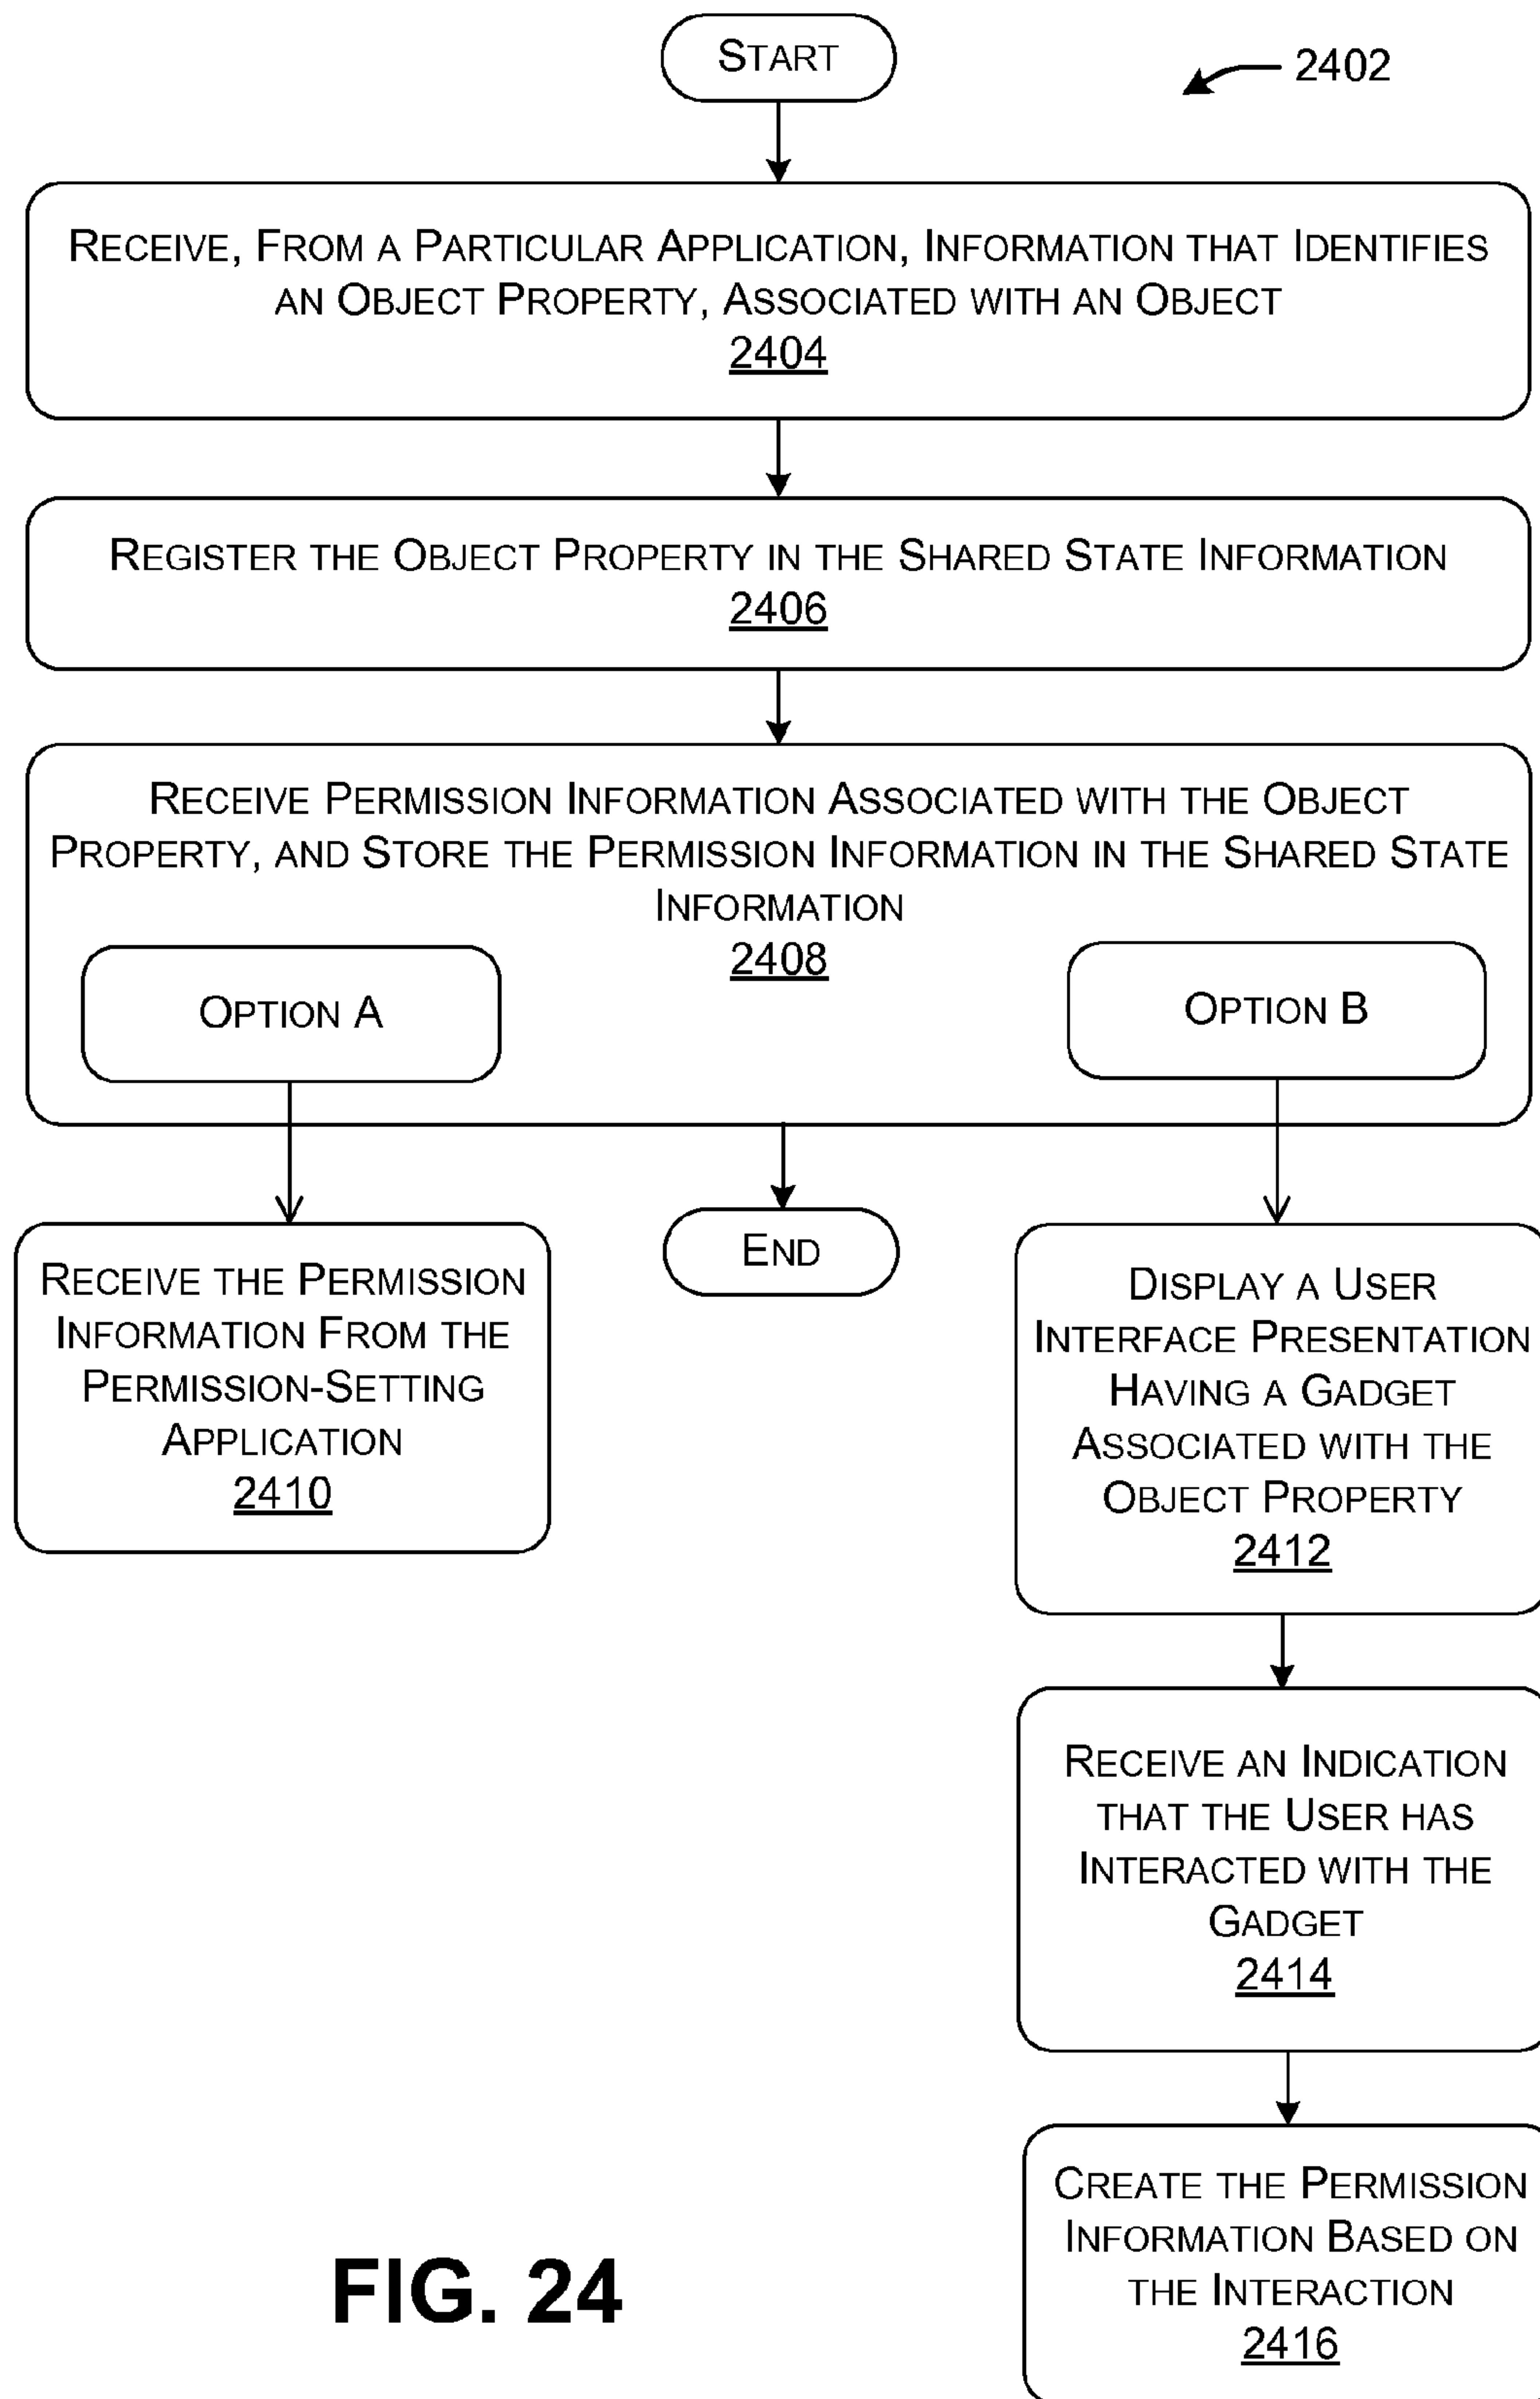 START
2402
RECEIVE, FROM A PARTICULAR APPLICATION, INFORMATION THAT IDENTIFIES
AN OBJECT PROPERTY, ASSOCIATED WITH AN OBJECT
2404
REGISTER THE OBJECT PROPERTY IN THE SHARED STATE INFORMATION
2406
RECEIVE PERMISSION INFORMATION ASSOCIATED WITH THE OBJECT
PROPERTY, AND STORE THE PERMISSION INFORMATION IN THE SHARED STATE
INFORMATION
2408
OPTION A
OPTION B
RECEIVE THE PERMISSION
INFORMATION FROM THE
PERMISSION-SETTING
APPLICATION
2410
END
DISPLAY A USER
INTERFACE PRESENTATION
HAVING A GADGET
ASSOCIATED WITH THE
OBJECT PROPERTY
2412
RECEIVE AN INDICATION
THAT THE USER HAS
INTERACTED WITH THE
GADGET
2414
CREATE THE PERMISSION
INFORMATION BASED ON
THE INTERACTION
2416
FIG. 24